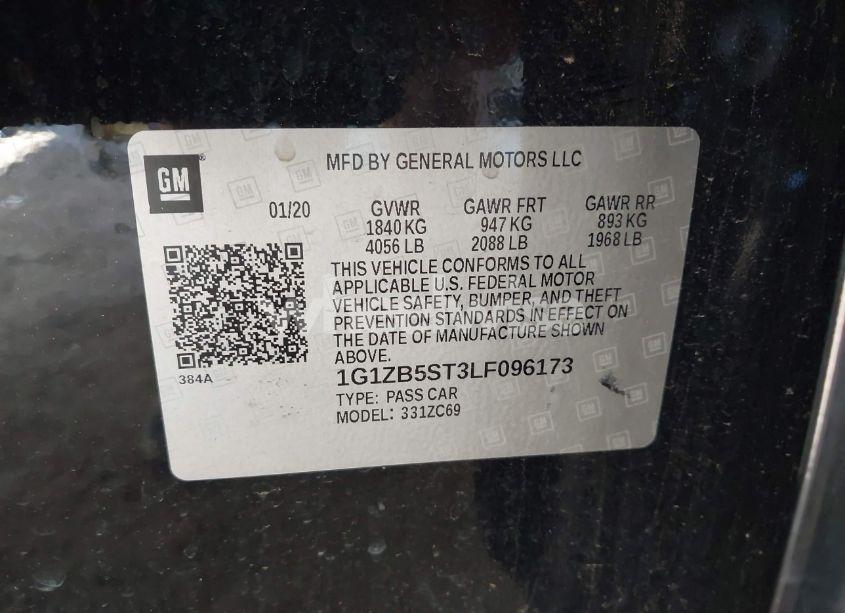 GM
MFD BY GENERAL MOTORS LLC
01/20 GVWR GAWR FRT GAWR RR
1840 KG 947 KG 893 KG
4056 LB 2088 LB 1968 LB
THIS VEHICLE CONFORMS TO ALL
APPLICABLE U.S. FEDERAL MOTOR
VEHICLE SAFETY, BUMPER, AND THEFT
PREVENTION STANDARDS IN EFFECT ON
THE DATE OF MANUFACTURE SHOWN
ABOVE.
384A
1G1ZB5ST3LF096173
TYPE: PASS CAR
MODEL: 331ZC69